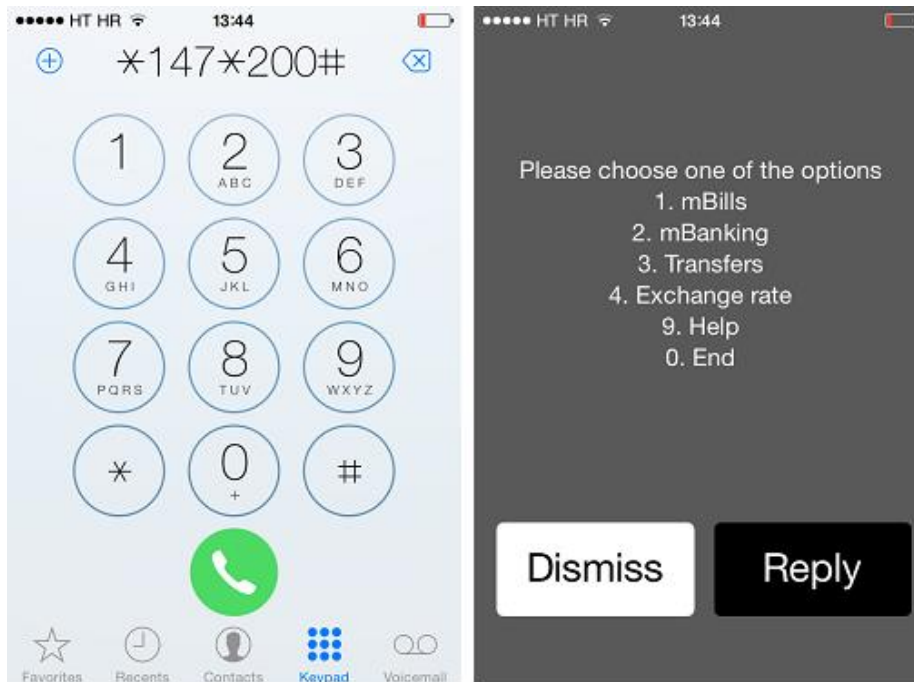 HT HR 13:44
*147*200#
1 2 3
ABC DEF
4 5 6
GHI JKL MNO
7 8 9
PQRS TUV WXYZ
* 0 #
+
Favorites Recents Contacts Keypad Voicemail
HT HR 13:44
Please choose one of the options
1. mBills
2. mBanking
3. Transfers
4. Exchange rate
9. Help
0. End
Dismiss Reply